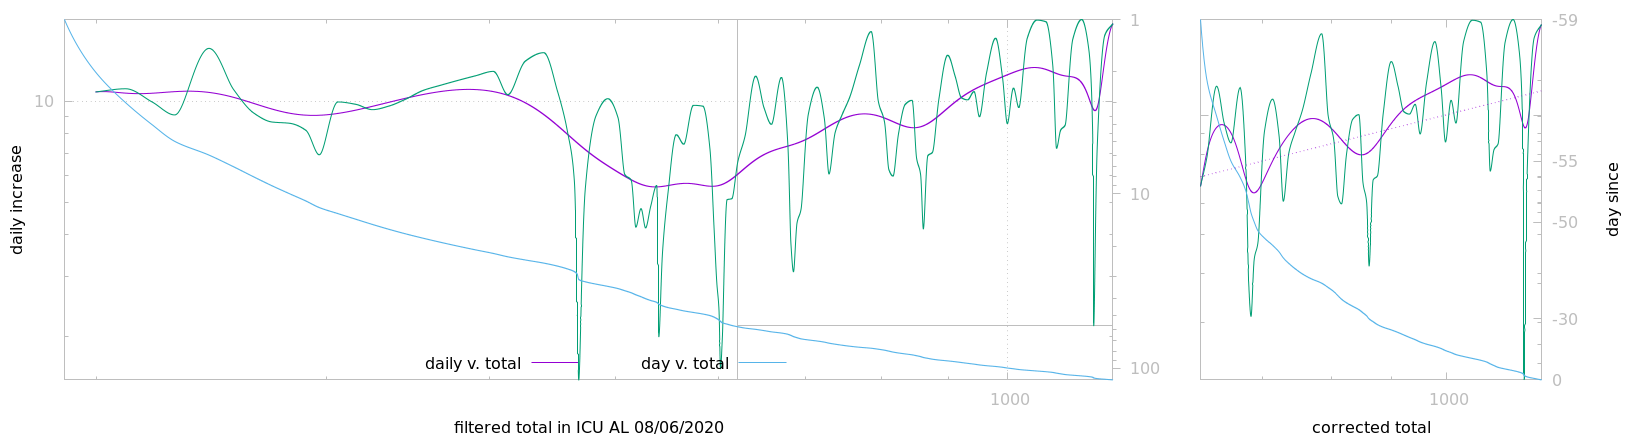 daily increase
10
daily v. total
day v. total
1
10
100
1000
filtered total in ICU AL 08/06/2020
-59
-55
-50
-30
0
day since
1000
corrected total